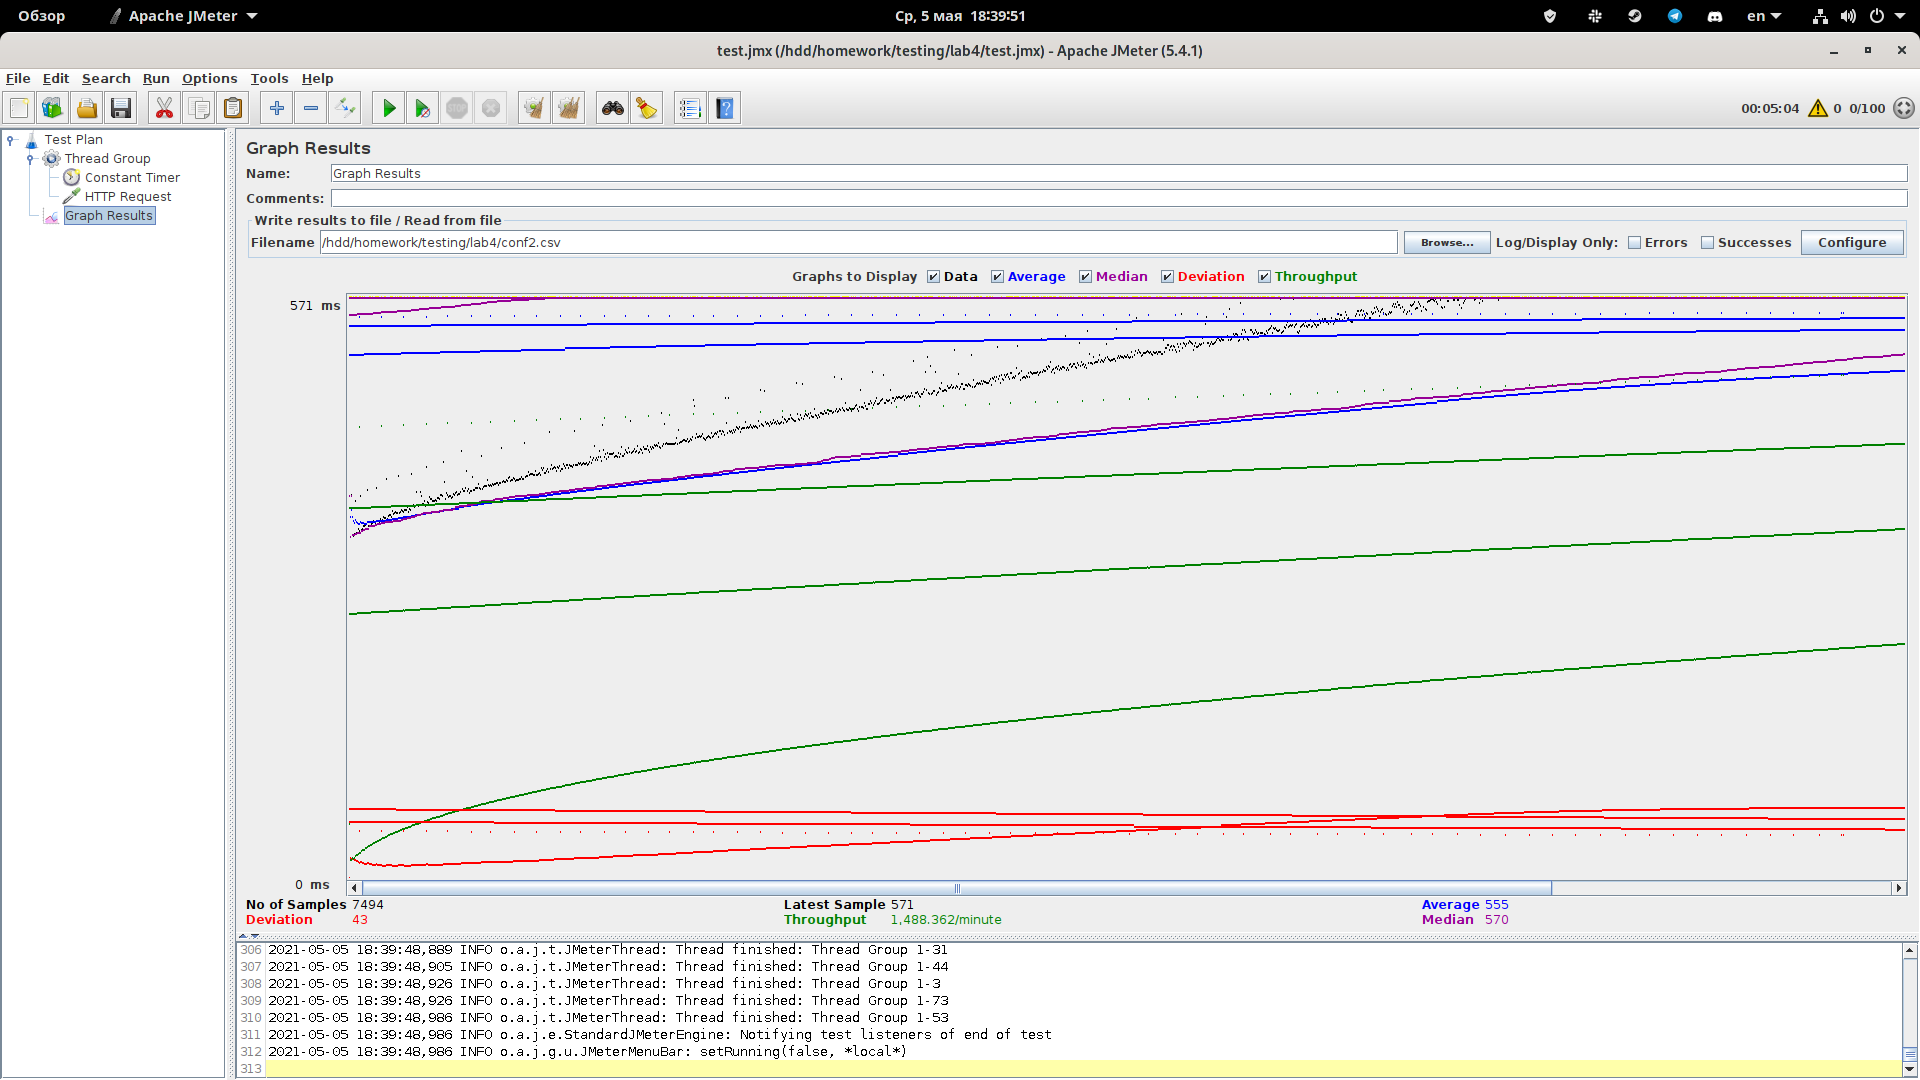 Обзор Apache JMeter Ср, 5 мая 18:39:51 en
test.jmx (/hdd/homework/testing/lab4/test.jmx) - Apache JMeter (5.4.1)
File Edit Search Run Options Tools Help
00:05:04 0 0/100
Test Plan
Thread Group
Constant Timer
HTTP Request
Graph Results
Graph Results
Name: Graph Results
Comments:
Write results to file / Read from file
Filename /hdd/homework/testing/lab4/conf2.csv Browse... Log/Display Only: Errors Successes Configure
Graphs to Display Data Average Median Deviation Throughput
571 ms
0 ms
No of Samples 7494 Latest Sample 571 Average 555
Deviation 43 Throughput 1,488.362/minute Median 570
306 2021-05-05 18:39:48,889 INFO o.a.j.t.JMeterThread: Thread finished: Thread Group 1-31
307 2021-05-05 18:39:48,905 INFO o.a.j.t.JMeterThread: Thread finished: Thread Group 1-44
308 2021-05-05 18:39:48,926 INFO o.a.j.t.JMeterThread: Thread finished: Thread Group 1-3
309 2021-05-05 18:39:48,926 INFO o.a.j.t.JMeterThread: Thread finished: Thread Group 1-73
310 2021-05-05 18:39:48,986 INFO o.a.j.t.JMeterThread: Thread finished: Thread Group 1-53
311 2021-05-05 18:39:48,986 INFO o.a.j.e.StandardJMeterEngine: Notifying test listeners of end of test
312 2021-05-05 18:39:48,986 INFO o.a.j.g.u.JMeterMenuBar: setRunning(false, *local*)
313